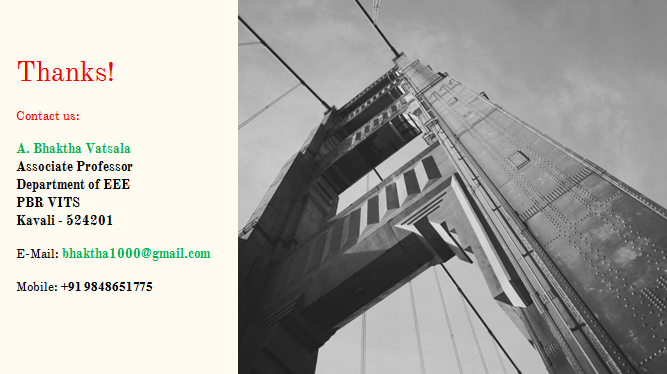 Thanks!
Contact us:
A. Bhaktha Vatsala
Associate Professor
Department of EEE
PBR VITS
Kavali - 524201
E-Mail: bhaktha1000@gmail.com
Mobile: +91 9848651775